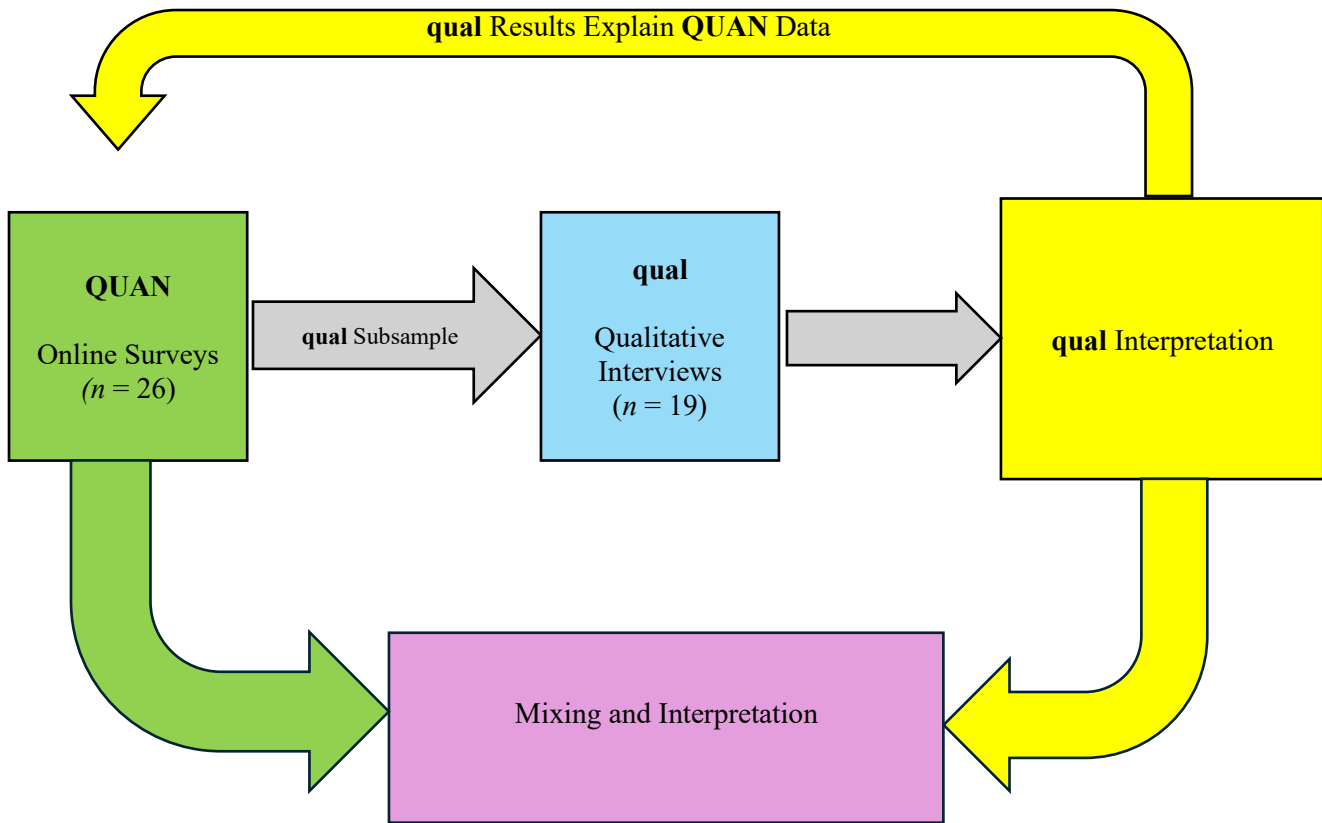 qual Results Explain QUAN Data
QUAN
Online Surveys
(n = 26)
qual Subsample
qual
Qualitative
Interviews
(n = 19)
qual Interpretation
Mixing and Interpretation